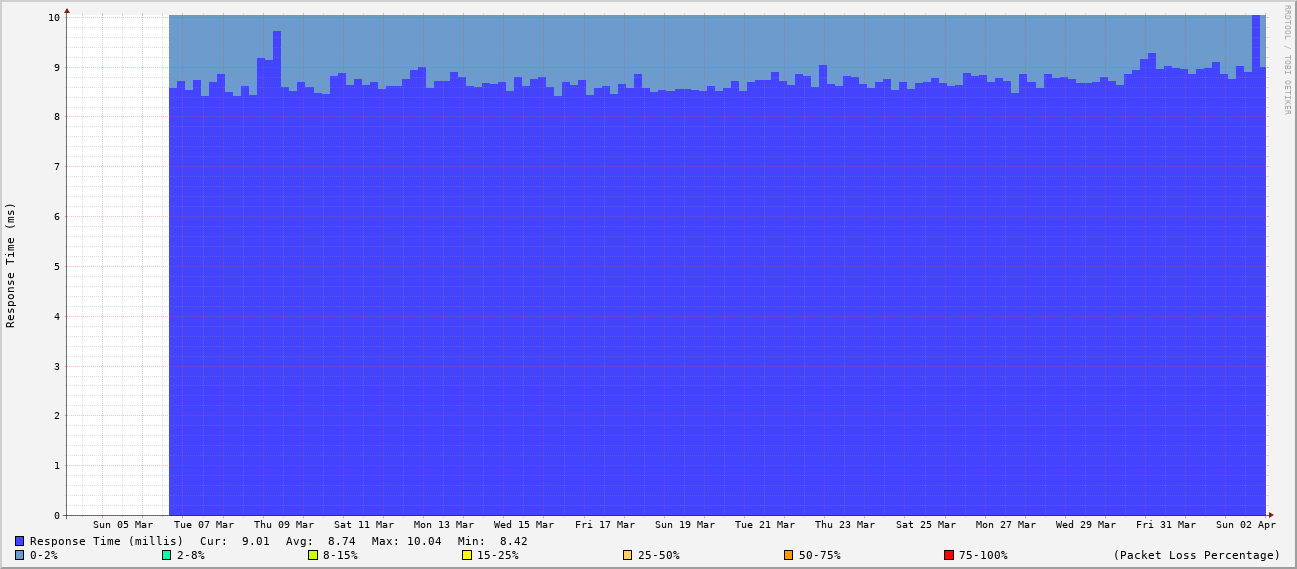 RRDTOOL / TOBI OETIKER
Response Time (ms)
10
9
8
7
6
5
4
3
2
1
0
Sun 05 Mar Tue 07 Mar Thu 09 Mar Sat 11 Mar Mon 13 Mar Wed 15 Mar Fri 17 Mar Sun 19 Mar Tue 21 Mar Thu 23 Mar Sat 25 Mar Mon 27 Mar Wed 29 Mar Fri 31 Mar Sun 02 Apr
Response Time (millis) Cur: 9.01 Avg: 8.74 Max: 10.04 Min: 8.42
0-2% 2-8% 8-15% 15-25% 25-50% 50-75% 75-100% (Packet Loss Percentage)